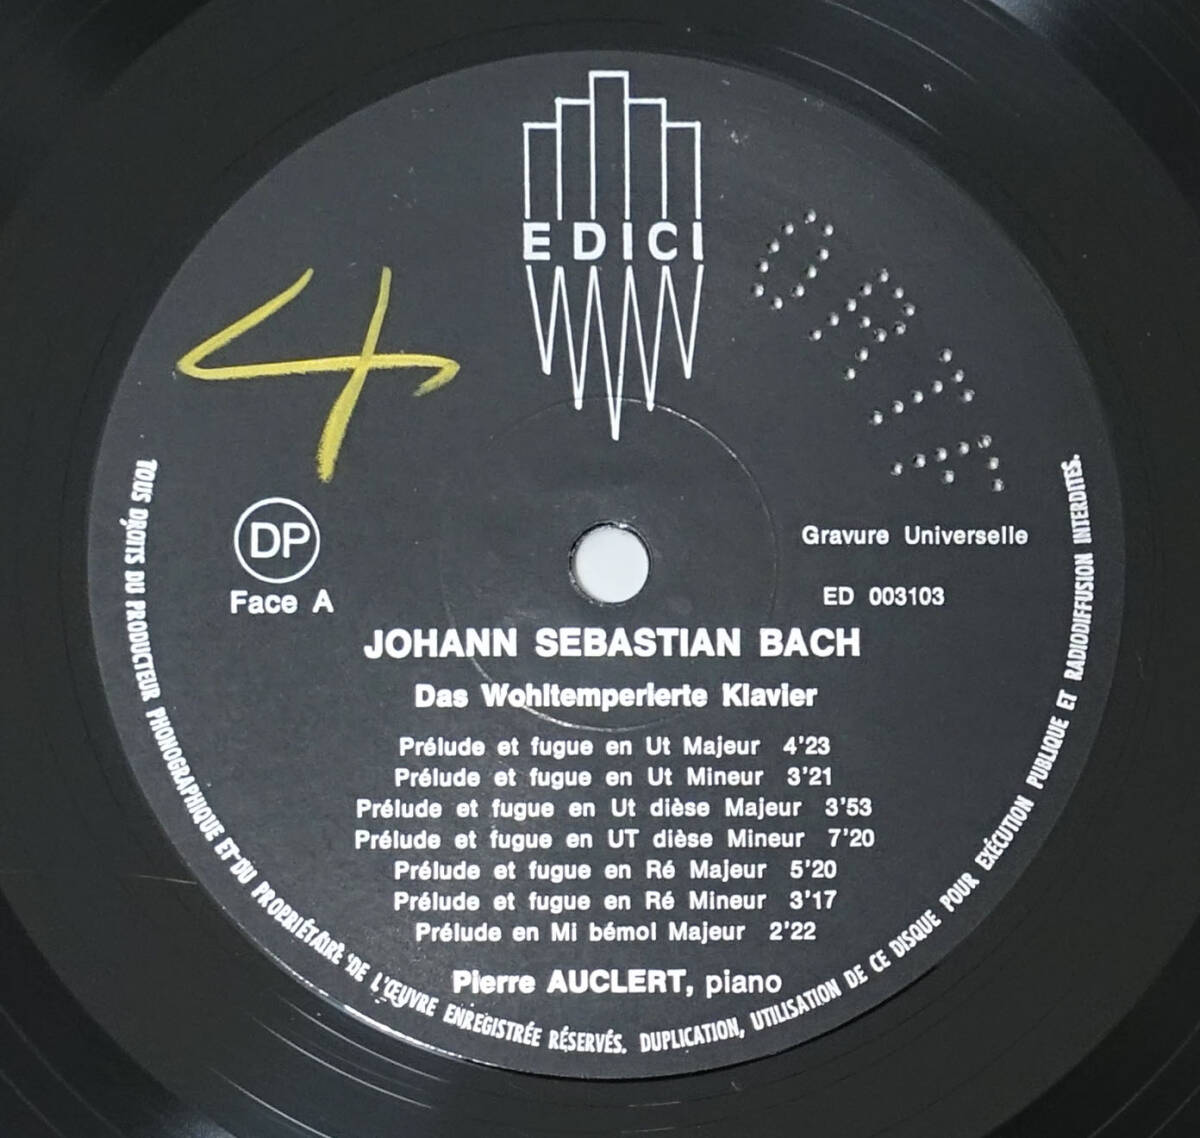 EDICI
ORTF
4
DP
Face A
Gravure Universelle
ED 003103
JOHANN SEBASTIAN BACH
Das Wohltemperierte Klavier
Prélude et fugue en Ut Majeur 4'23
Prélude et fugue en Ut Mineur 3'21
Prélude et fugue en Ut dièse Majeur 3'53
Prélude et fugue en UT dièse Mineur 7'20
Prélude et fugue en Ré Majeur 5'20
Prélude et fugue en Ré Mineur 3'17
Prélude en Mi bémol Majeur 2'22
Pierre AUCLERT, piano
TOUS DROITS DU PRODUCTEUR PHONOGRAPHIQUE ET DU PROPRIÉTAIRE DE L'ŒUVRE ENREGISTRÉE RÉSERVÉS. DUPLICATION, UTILISATION DE CE DISQUE POUR EXÉCUTION PUBLIQUE ET RADIODIFFUSION INTERDITES.